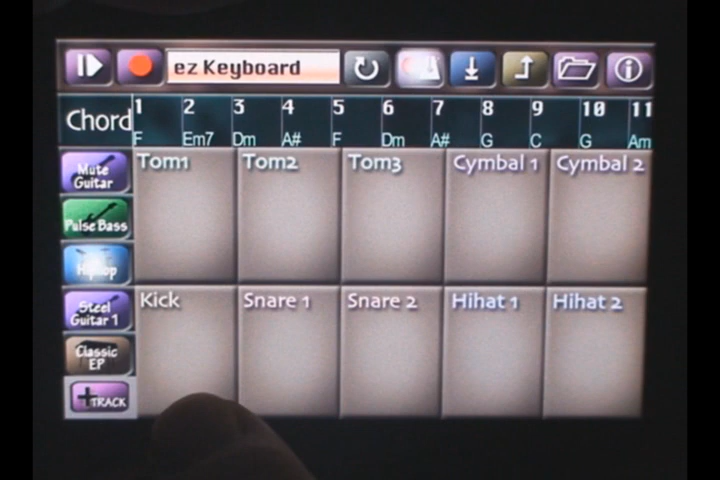 ez Keyboard
Chord
1 2 3 4 5 6 7 8 9 10 11
F Em7 Dm A# F Dm A# G C G Am
Mute Guitar
Pulse Bass
HipHop
Steel Guitar 1
Classic EP
+TRACK
Tom1 Tom2 Tom3 Cymbal 1 Cymbal 2
Kick Snare 1 Snare 2 Hihat 1 Hihat 2